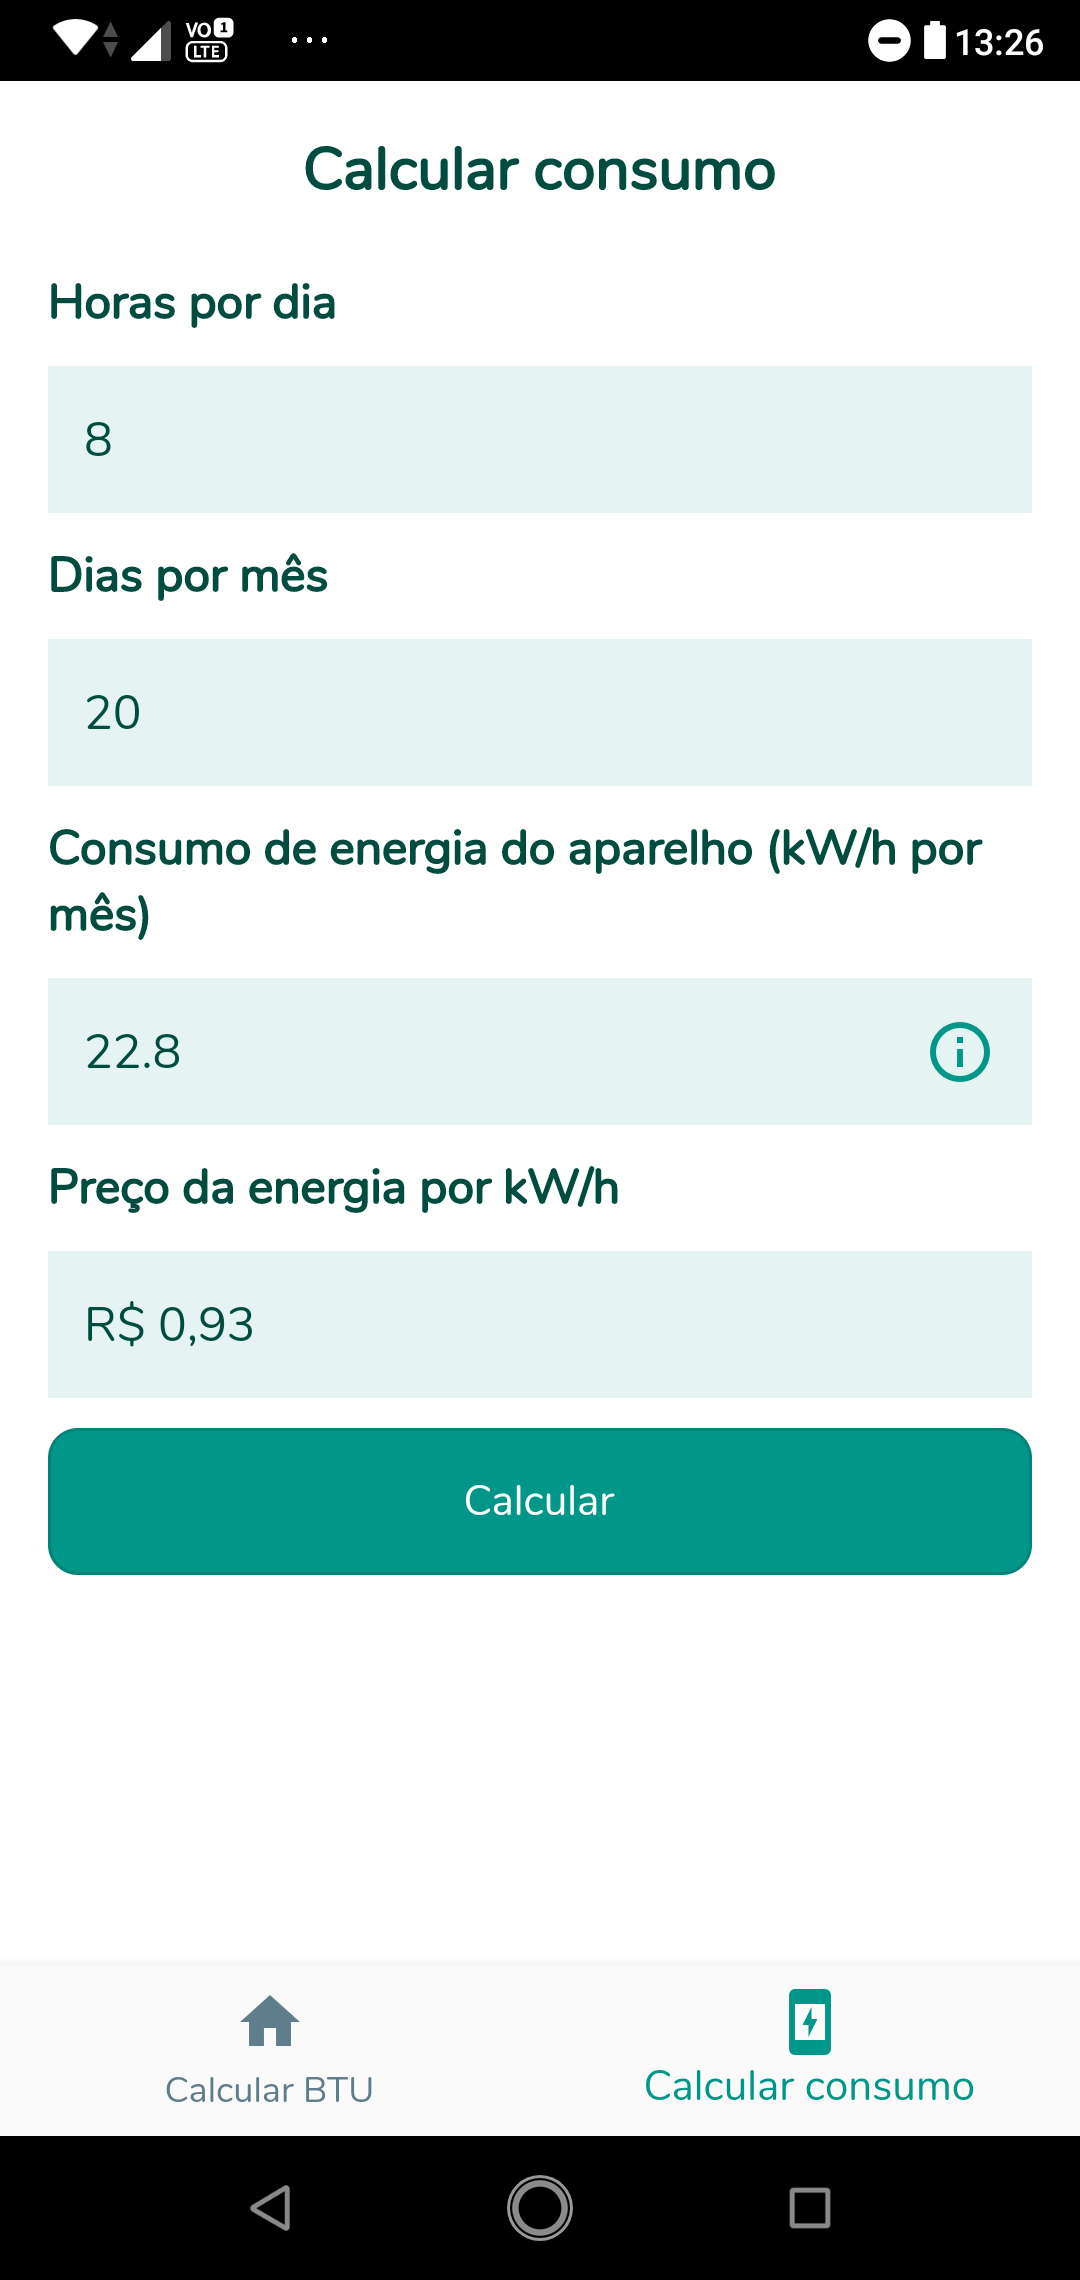 VO 1
LTE
...
13:26
Calcular consumo
Horas por dia
8
Dias por mês
20
Consumo de energia do aparelho (kW/h por
mês)
22.8
Preço da energia por kW/h
R$ 0,93
Calcular
Calcular BTU
Calcular consumo